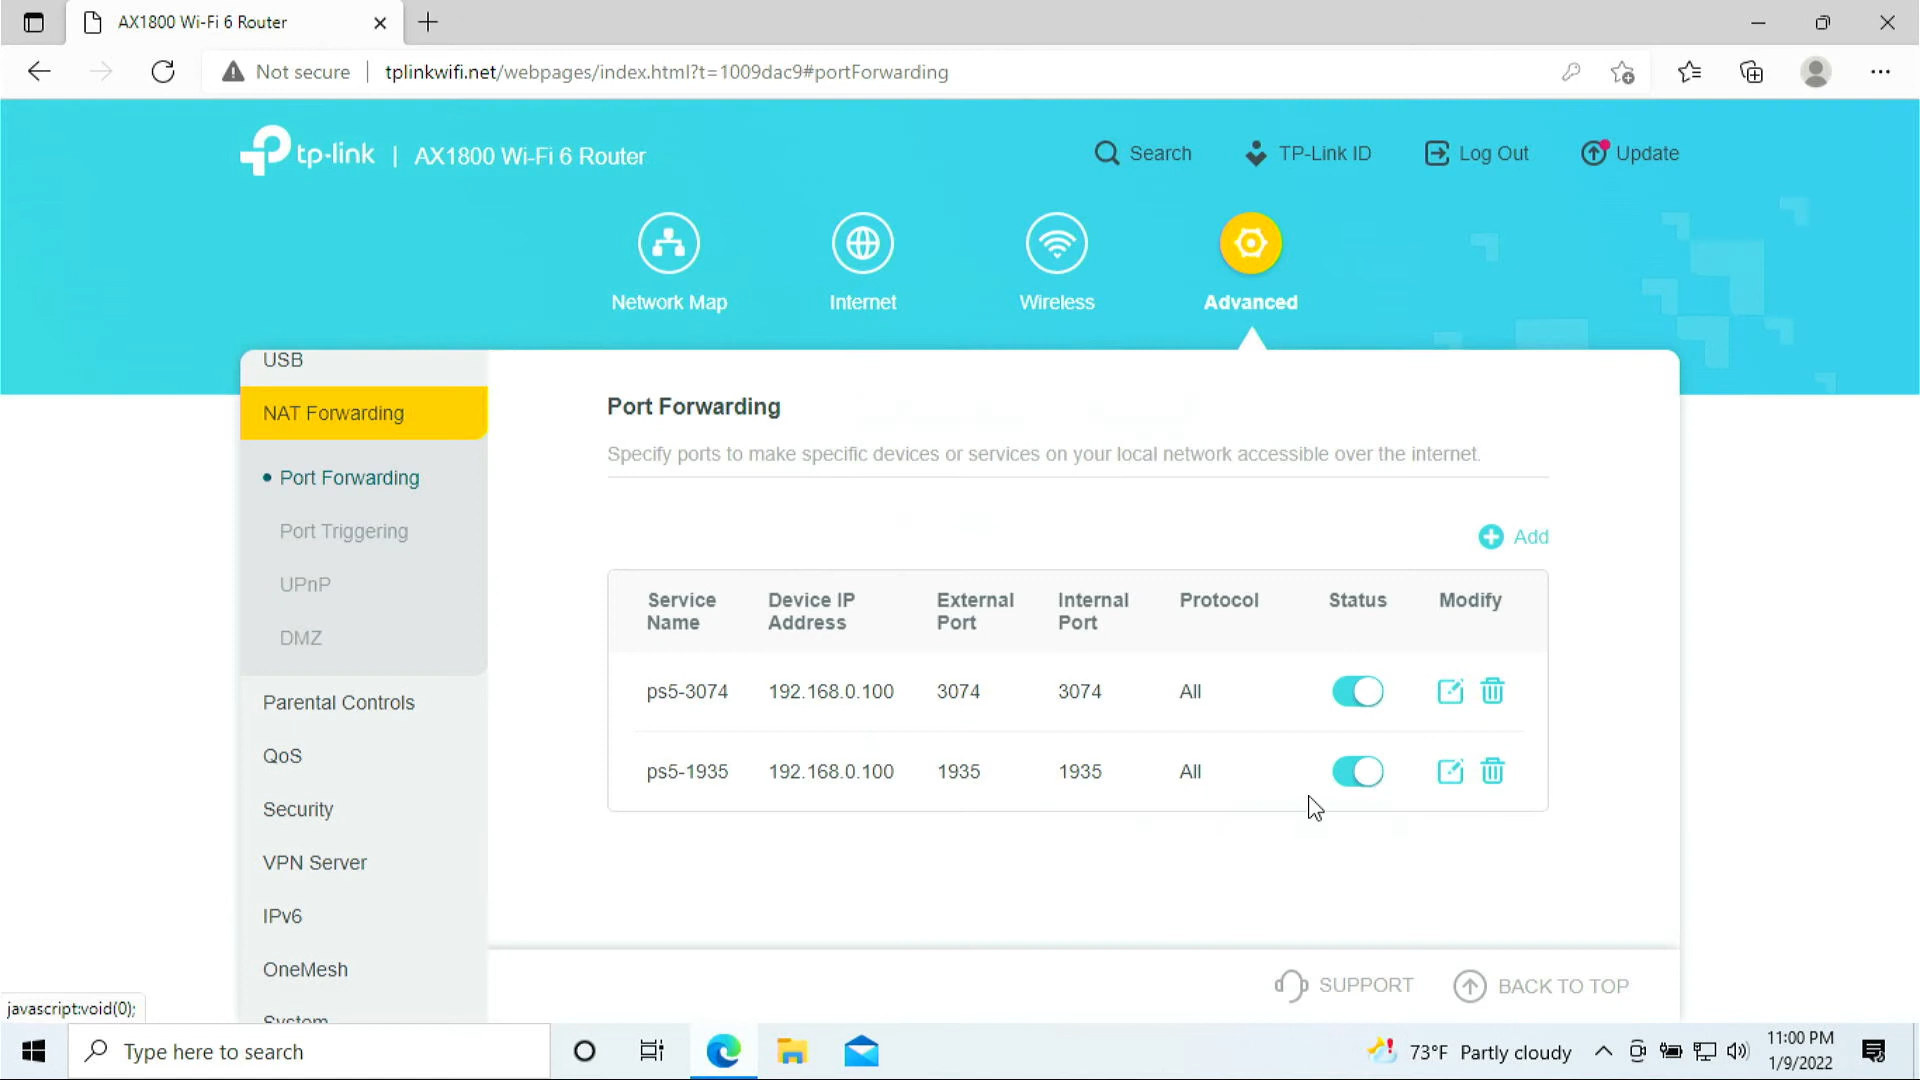 AX1800 Wi-Fi 6 Router
Not secure
tplinkwifi.net/webpages/index.html?t=1009dac9#portForwarding
tp-link | AX1800 Wi-Fi 6 Router
Search
TP-Link ID
Log Out
Update
Network Map
Internet
Wireless
Advanced
USB
NAT Forwarding
Port Forwarding
Port Triggering
UPnP
DMZ
Parental Controls
QoS
Security
VPN Server
IPv6
OneMesh
System
Port Forwarding
Specify ports to make specific devices or services on your local network accessible over the internet.
Add
Service Name
Device IP Address
External Port
Internal Port
Protocol
Status
Modify
ps5-3074 192.168.0.100 3074 3074 All
ps5-1935 192.168.0.100 1935 1935 All
SUPPORT
BACK TO TOP
javascript:void(0);
Type here to search
73°F Partly cloudy
11:00 PM
1/9/2022